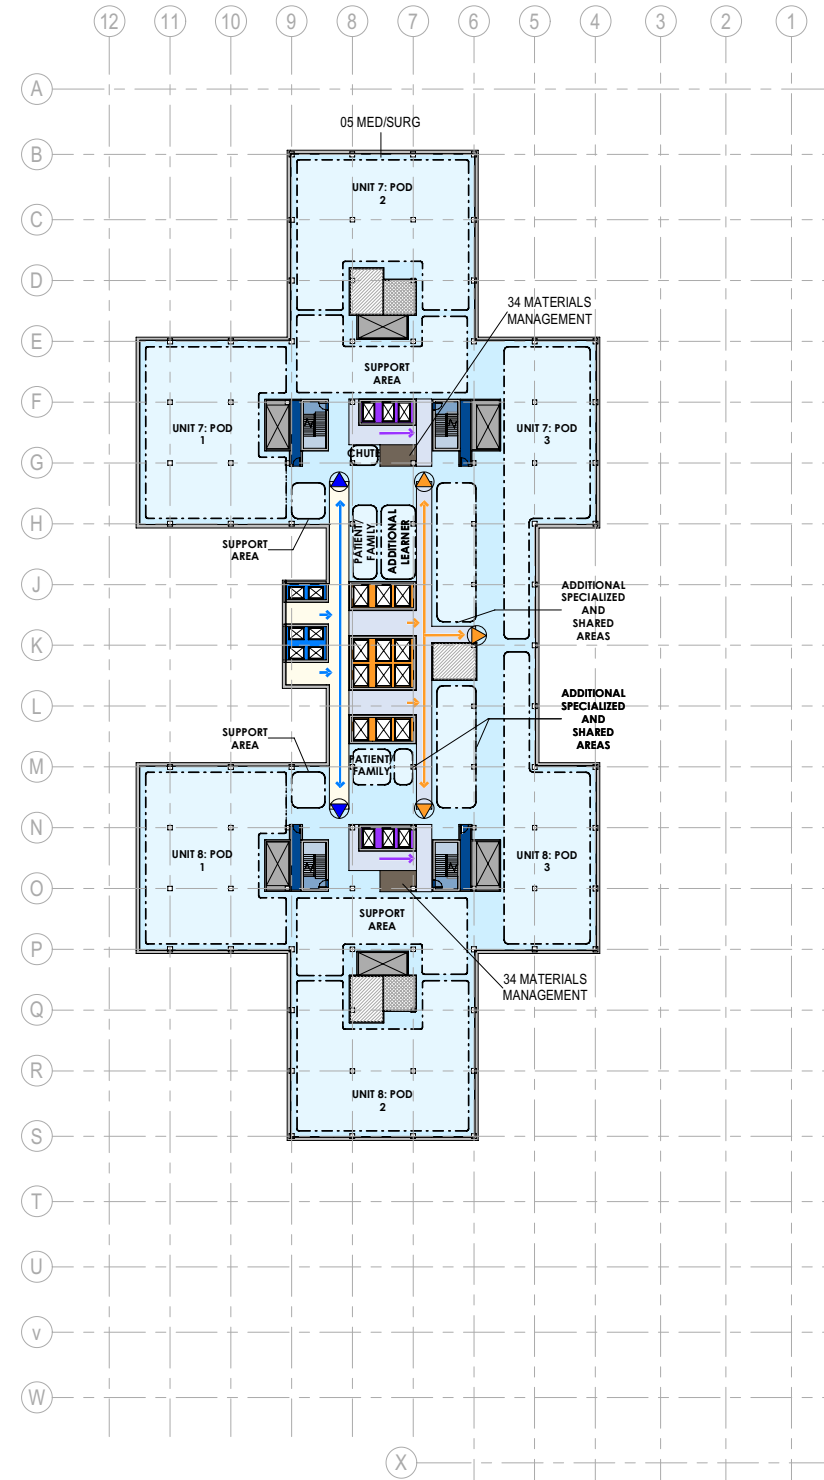 12 11 10 9 8 7 6 5 4 3 2 1
A
05 MED/SURG
B
UNIT 7: POD
2
C
D
34 MATERIALS
MANAGEMENT
E
SUPPORT
AREA
F
UNIT 7: POD
1
UNIT 7: POD
3
CHUTE
G
H
PATIENT/
FAMILY
ADDITIONAL
LEARNER
SUPPORT
AREA
J
ADDITIONAL
SPECIALIZED
AND
SHARED
AREAS
K
L
ADDITIONAL
SPECIALIZED
AND
SHARED
AREAS
SUPPORT
AREA
M
PATIENT/
FAMILY
N
UNIT 8: POD
1
UNIT 8: POD
3
O
SUPPORT
AREA
P
34 MATERIALS
MANAGEMENT
Q
R
UNIT 8: POD
2
S
T
U
v
W
X